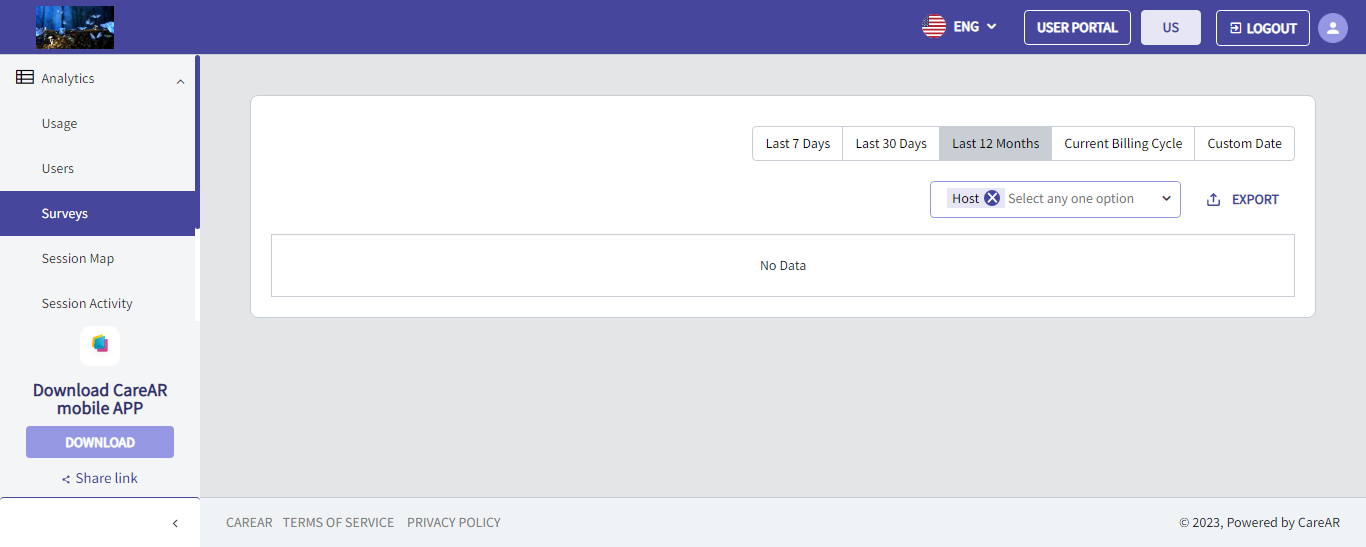 ENG
USER PORTAL
US
LOGOUT
Analytics
Usage
Users
Surveys
Session Map
Session Activity
Download CareAR
mobile APP
DOWNLOAD
Share link
Last 7 Days
Last 30 Days
Last 12 Months
Current Billing Cycle
Custom Date
Host
Select any one option
EXPORT
No Data
CAREAR
TERMS OF SERVICE
PRIVACY POLICY
© 2023, Powered by CareAR